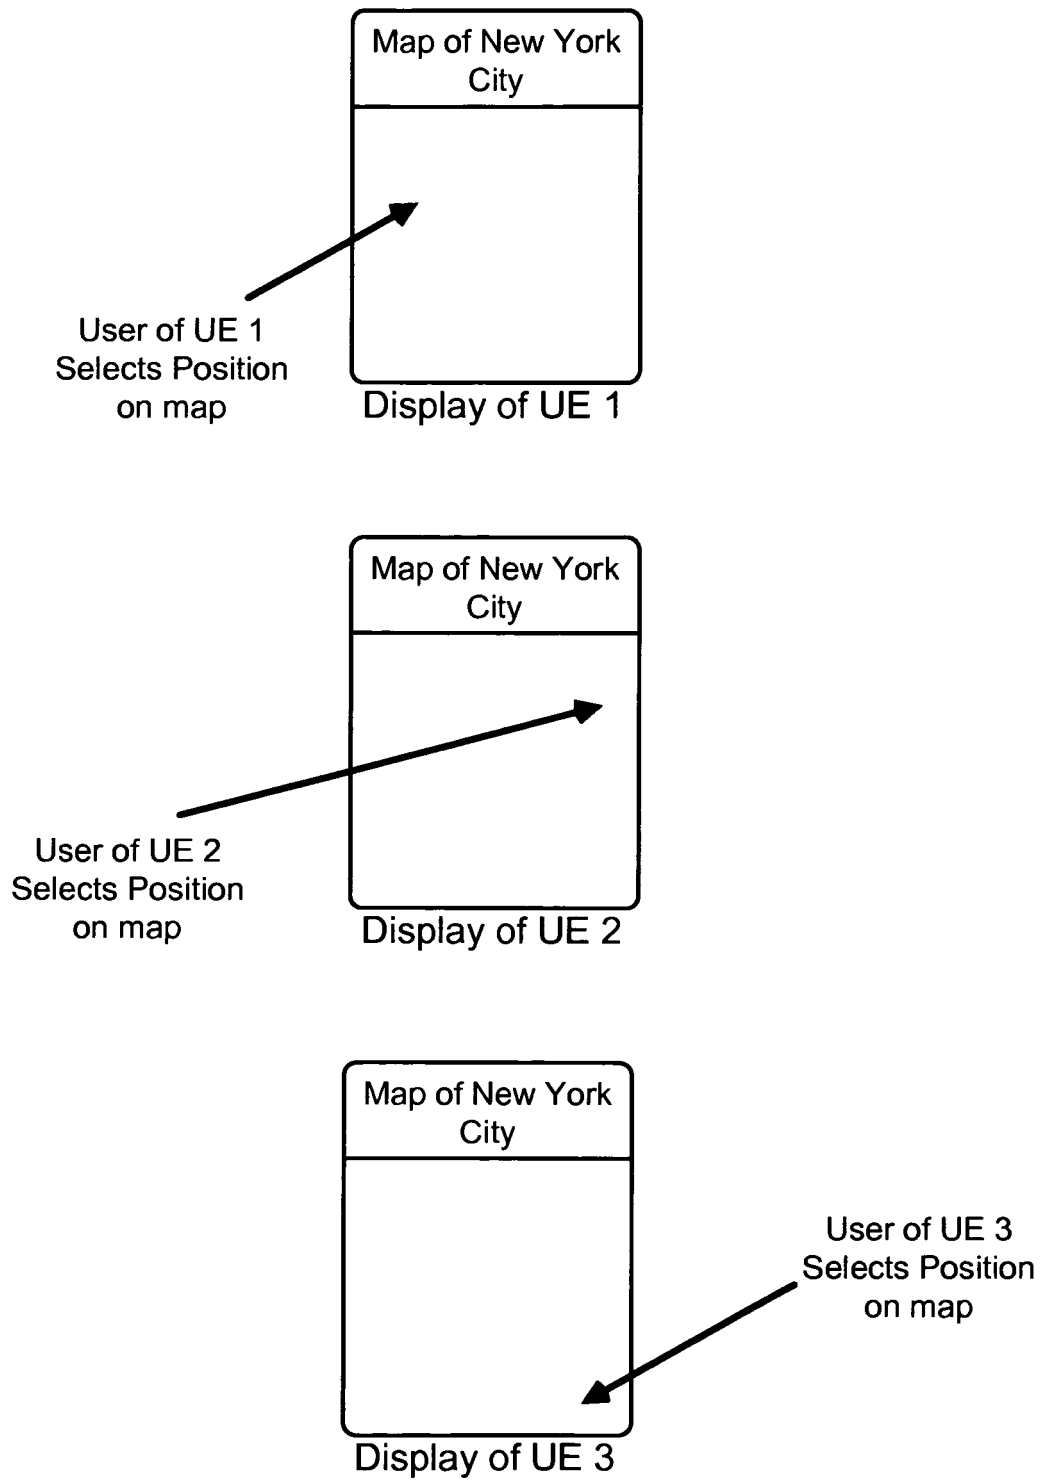 Map of New York
City
User of UE 1
Selects Position
on map
Display of UE 1
Map of New York
City
User of UE 2
Selects Position
on map
Display of UE 2
Map of New York
City
User of UE 3
Selects Position
on map
Display of UE 3